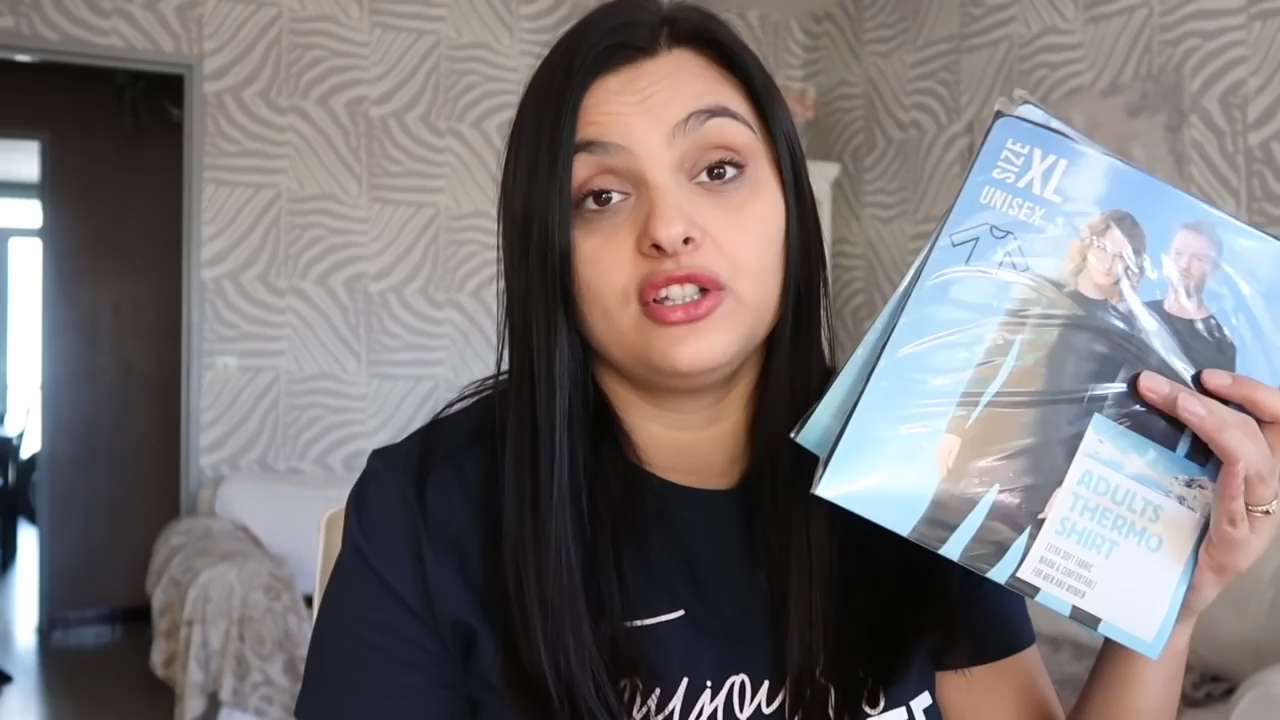 SIZE XL
UNISEX
ADULTS
THERMO
SHIRT
EXTRA SOFT FABRIC
WARM & COMFORTABLE
FOR MEN AND WOMEN